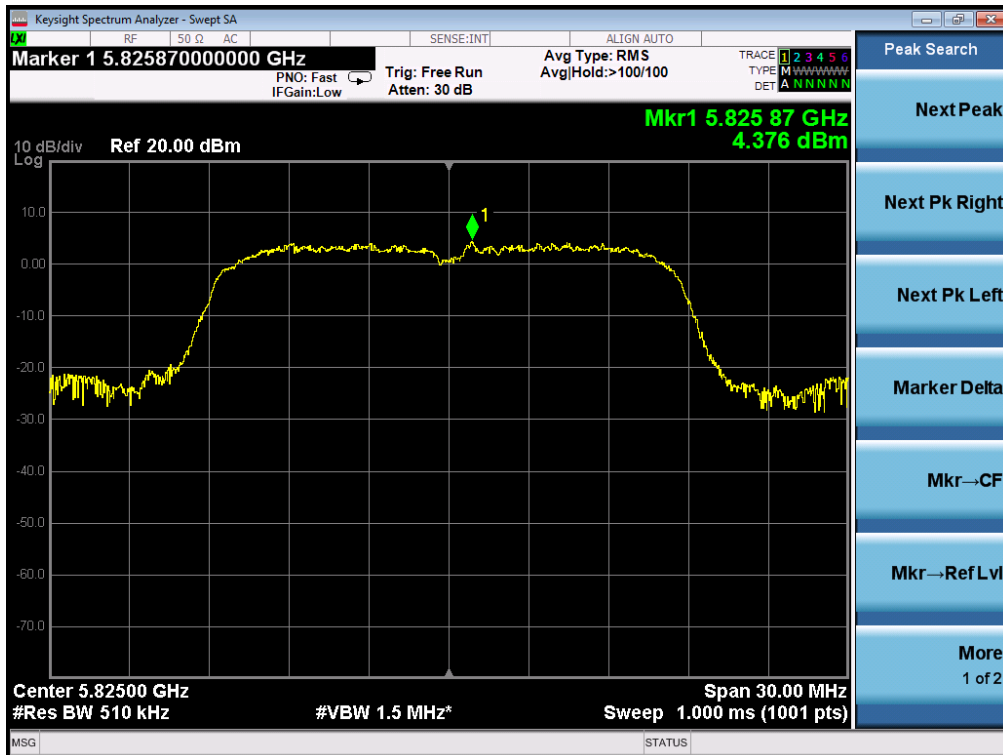 Keysight Spectrum Analyzer - Swept SA
LXI RF 50 Ω AC SENSE:INT ALIGN AUTO
Marker 1 5.825870000000 GHz
PNO: Fast
IFGain:Low
Trig: Free Run
Atten: 30 dB
Avg Type: RMS
Avg|Hold:>100/100
TRACE 1 2 3 4 5 6
TYPE M WWWWW
DET A N N N N N
Peak Search
Next Peak
Next Pk Right
Next Pk Left
Marker Delta
Mkr→CF
Mkr→Ref Lvl
More
1 of 2
Mkr1 5.825 87 GHz
4.376 dBm
10 dB/div Ref 20.00 dBm
Log
1
10.0
0.00
-10.0
-20.0
-30.0
-40.0
-50.0
-60.0
-70.0
Center 5.82500 GHz Span 30.00 MHz
#Res BW 510 kHz #VBW 1.5 MHz* Sweep 1.000 ms (1001 pts)
MSG STATUS